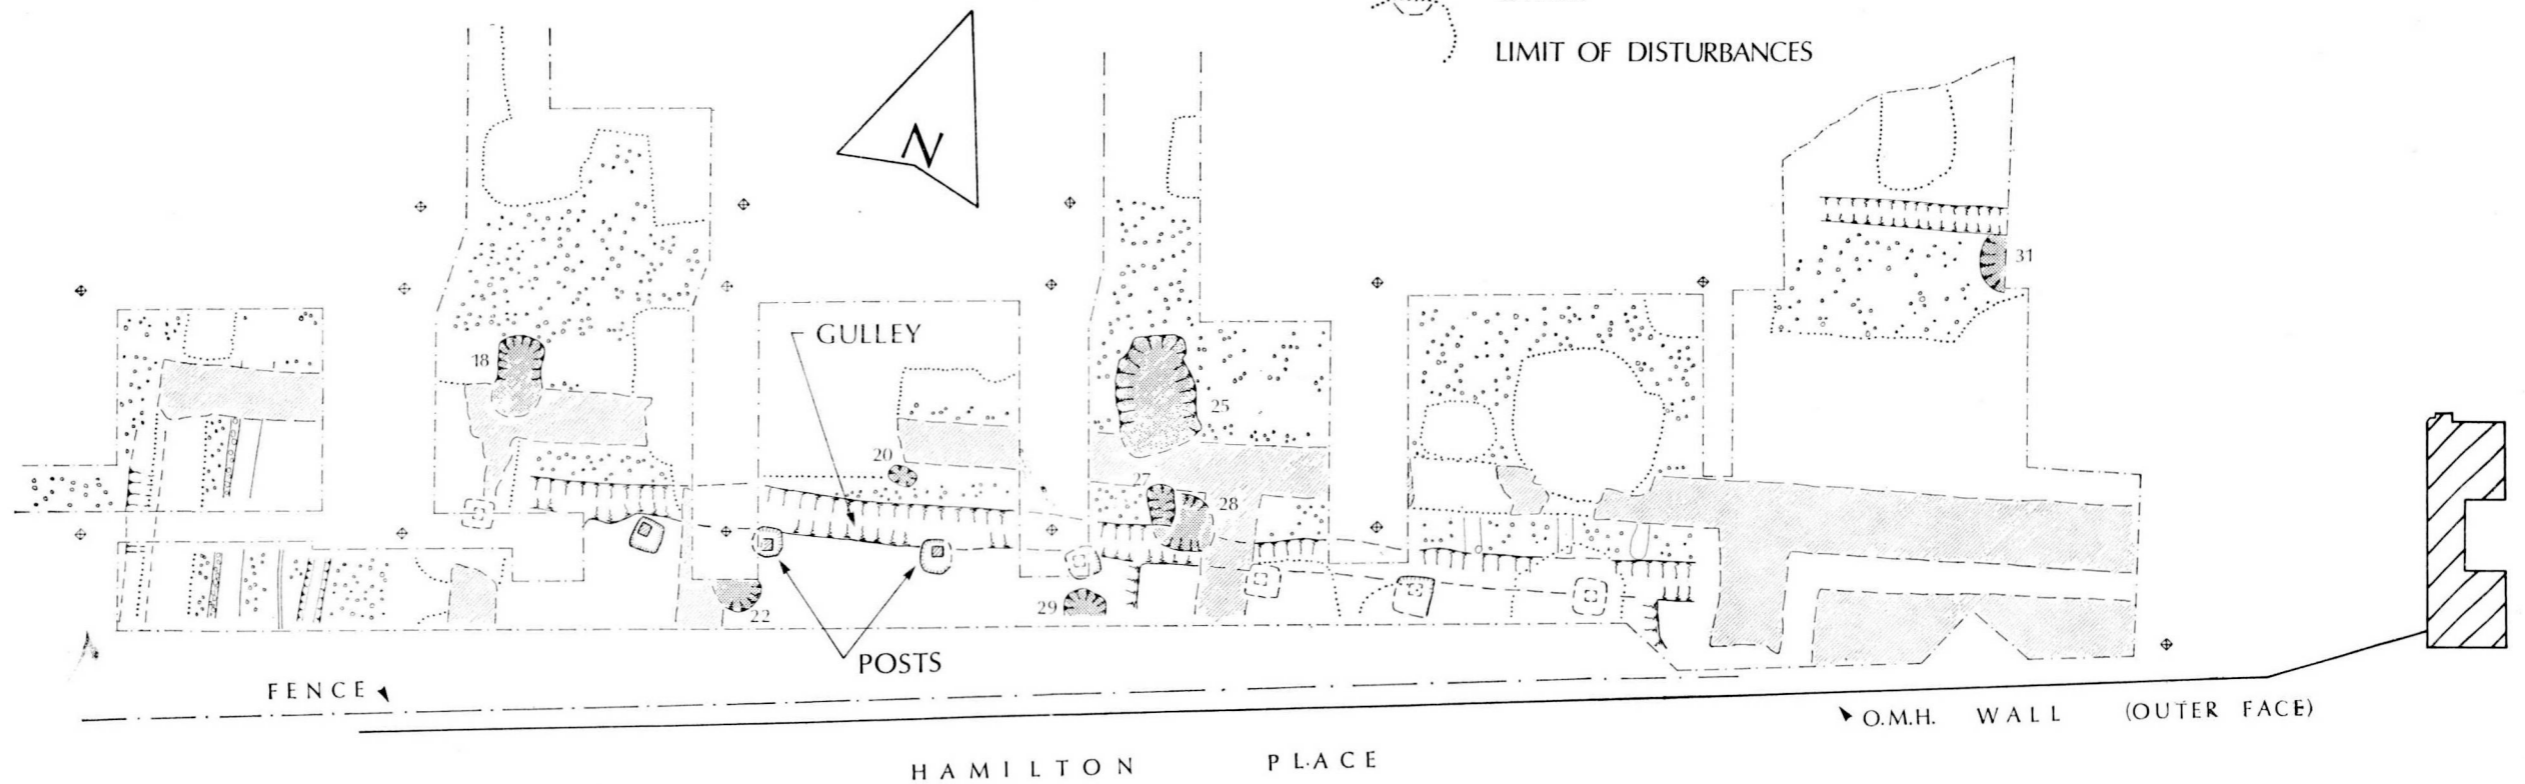 LIMIT OF DISTURBANCES
N
31
GULLEY
18
25
20
27
28
22
29
POSTS
FENCE
O.M.H. WALL (OUTER FACE)
HAMILTON PLACE